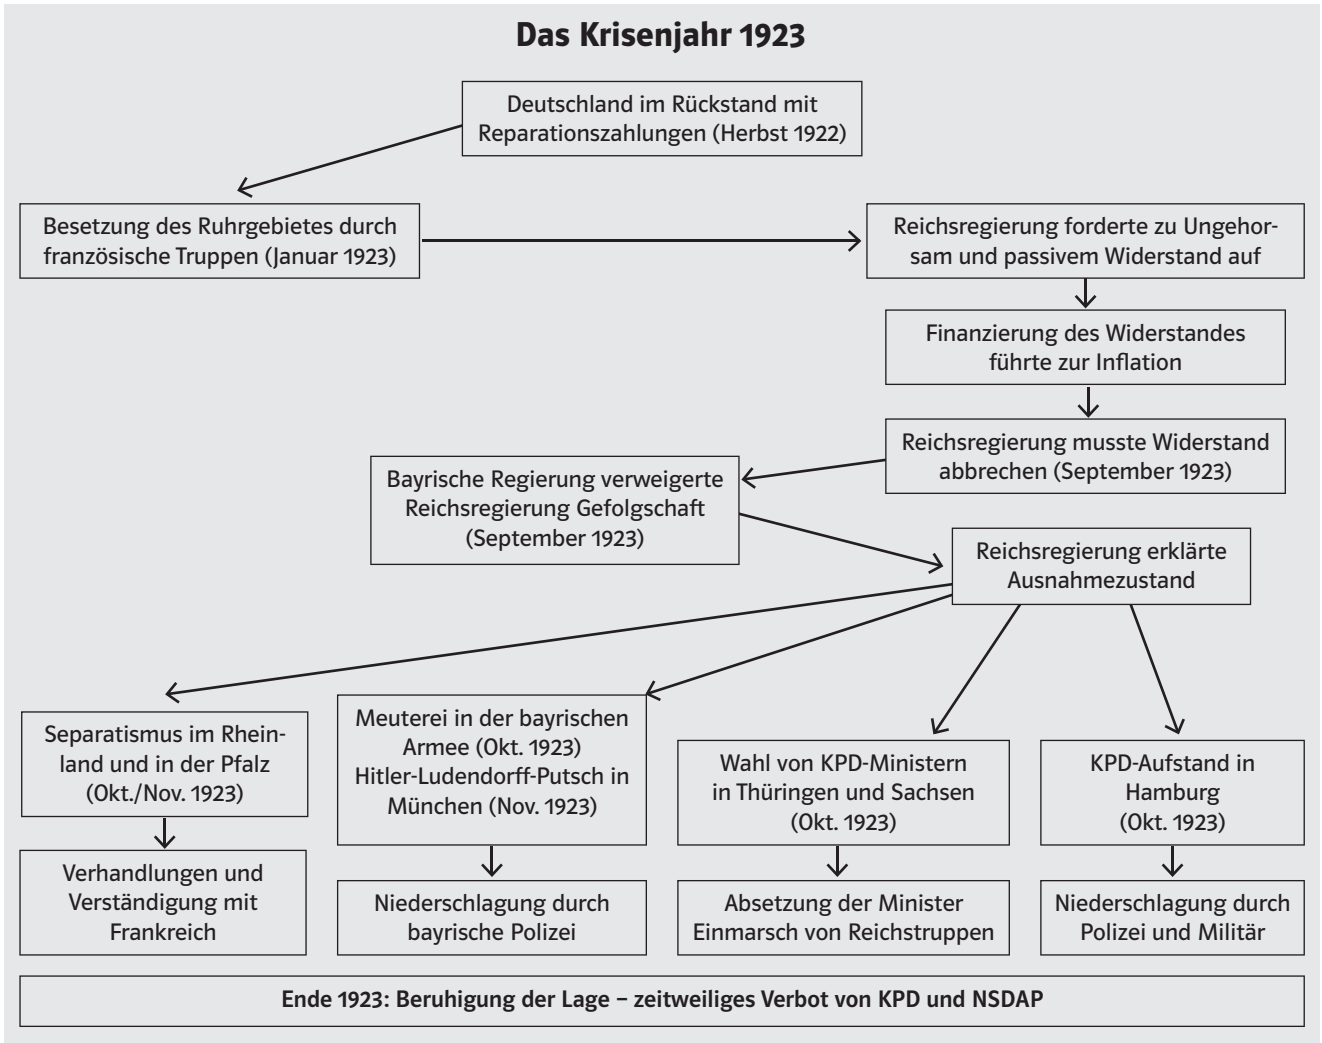 Das Krisenjahr 1923
Deutschland im Rückstand mit
Reparationszahlungen (Herbst 1922)
Besetzung des Ruhrgebietes durch
französische Truppen (Januar 1923)
Reichsregierung forderte zu Ungehor-
sam und passivem Widerstand auf
Finanzierung des Widerstandes
führte zur Inflation
Reichsregierung musste Widerstand
abbrechen (September 1923)
Bayrische Regierung verweigerte
Reichsregierung Gefolgschaft
(September 1923)
Reichsregierung erklärte
Ausnahmezustand
Separatismus im Rhein-
land und in der Pfalz
(Okt./Nov. 1923)
Verhandlungen und
Verständigung mit
Frankreich
Meuterei in der bayrischen
Armee (Okt. 1923)
Hitler-Ludendorff-Putsch in
München (Nov. 1923)
Niederschlagung durch
bayrische Polizei
Wahl von KPD-Ministern
in Thüringen und Sachsen
(Okt. 1923)
Absetzung der Minister
Einmarsch von Reichstruppen
KPD-Aufstand in
Hamburg
(Okt. 1923)
Niederschlagung durch
Polizei und Militär
Ende 1923: Beruhigung der Lage – zeitweiliges Verbot von KPD und NSDAP